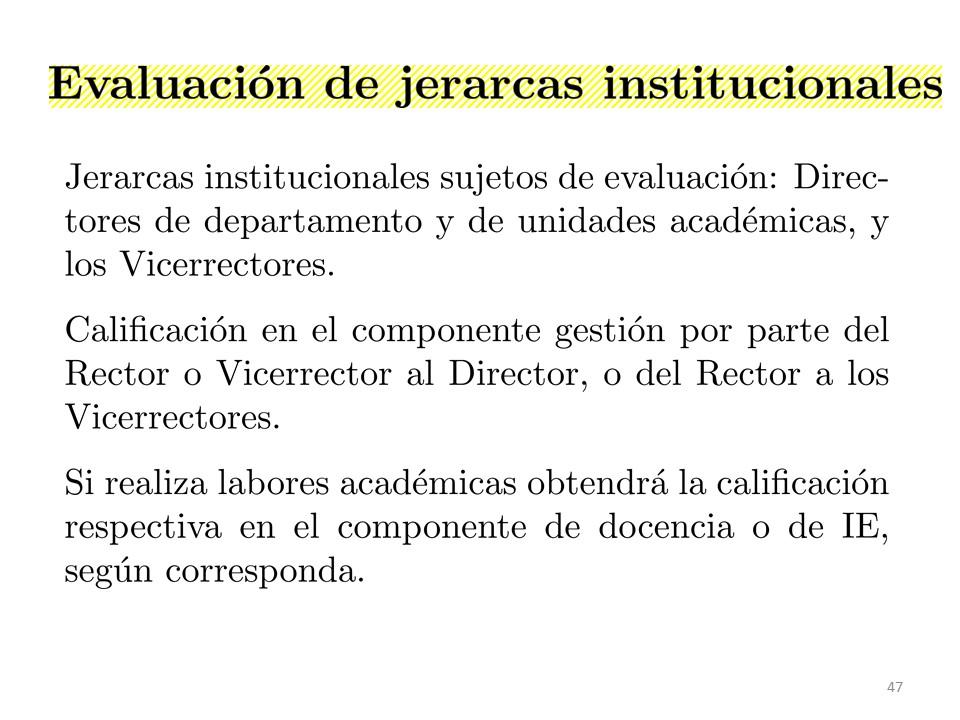 Evaluación de jerarcas institucionales
Jerarcas institucionales sujetos de evaluación: Direc-
tores de departamento y de unidades académicas, y
los Vicerrectores.
Calificación en el componente gestión por parte del
Rector o Vicerrector al Director, o del Rector a los
Vicerrectores.
Si realiza labores académicas obtendrá la calificación
respectiva en el componente de docencia o de IE,
según corresponda.
47